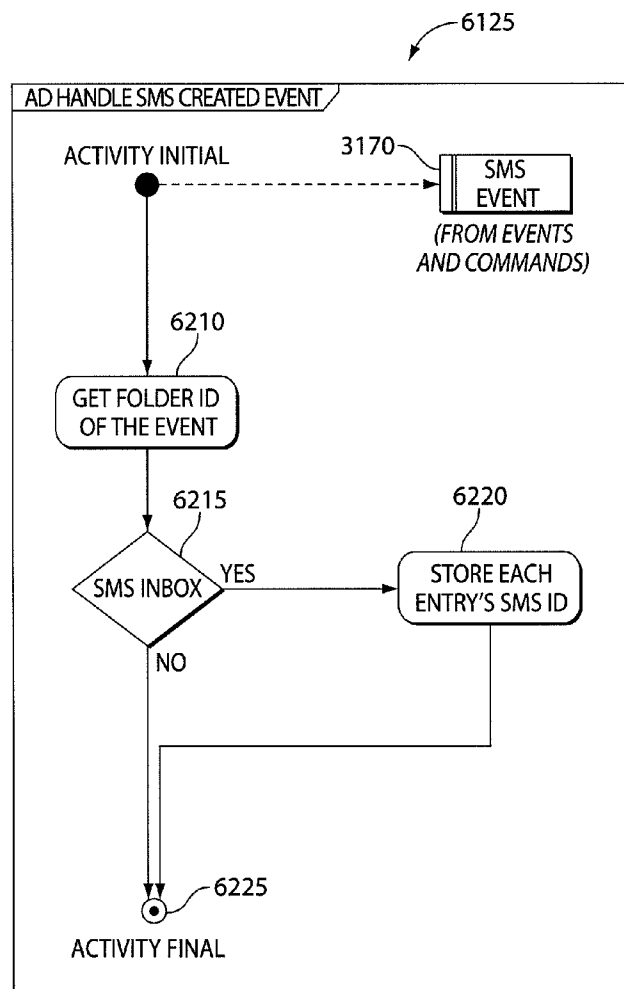 6125
AD HANDLE SMS CREATED EVENT
ACTIVITY INITIAL
3170
SMS
EVENT
(FROM EVENTS
AND COMMANDS)
6210
GET FOLDER ID
OF THE EVENT
6215
SMS INBOX
YES
6220
STORE EACH
ENTRY'S SMS ID
NO
6225
ACTIVITY FINAL